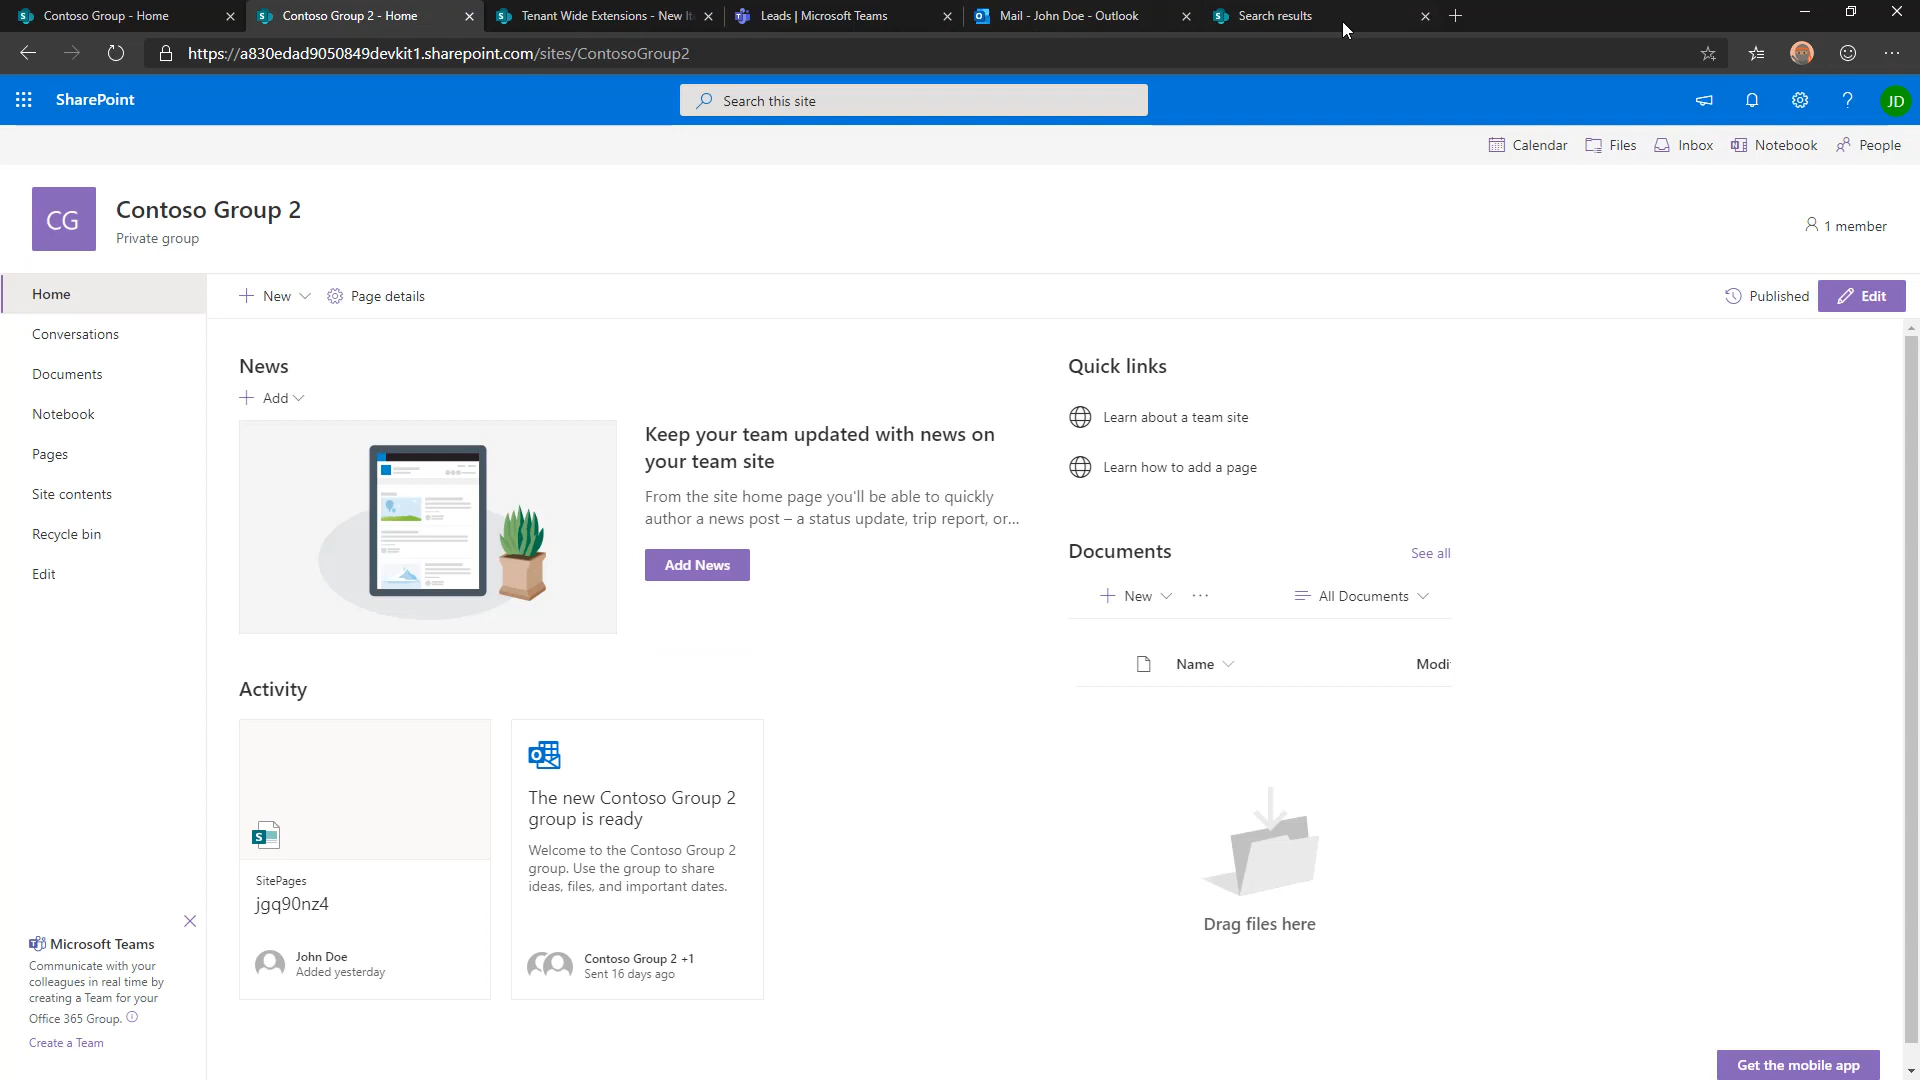 Contoso Group - Home
Contoso Group 2 - Home
Tenant Wide Extensions - New It
Leads | Microsoft Teams
Mail - John Doe - Outlook
Search results
https://a830edad9050849devkit1.sharepoint.com/sites/ContosoGroup2
SharePoint
Search this site
JD
Calendar
Files
Inbox
Notebook
People
CG
Contoso Group 2
Private group
1 member
Home
Conversations
Documents
Notebook
Pages
Site contents
Recycle bin
Edit
New
Page details
Published
Edit
News
Add
Keep your team updated with news on
your team site
From the site home page you'll be able to quickly
author a news post – a status update, trip report, or...
Add News
Quick links
Learn about a team site
Learn how to add a page
Documents
See all
New
All Documents
Name
Modi
Drag files here
Activity
SitePages
jgq90nz4
John Doe
Added yesterday
The new Contoso Group 2
group is ready
Welcome to the Contoso Group 2
group. Use the group to share
ideas, files, and important dates.
Contoso Group 2 +1
Sent 16 days ago
Microsoft Teams
Communicate with your
colleagues in real time by
creating a Team for your
Office 365 Group.
Create a Team
Get the mobile app